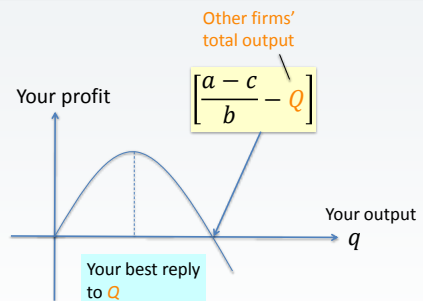 Other firms’
total output
[a − c / b − Q]
Your profit
Your output
q
Your best reply
to Q